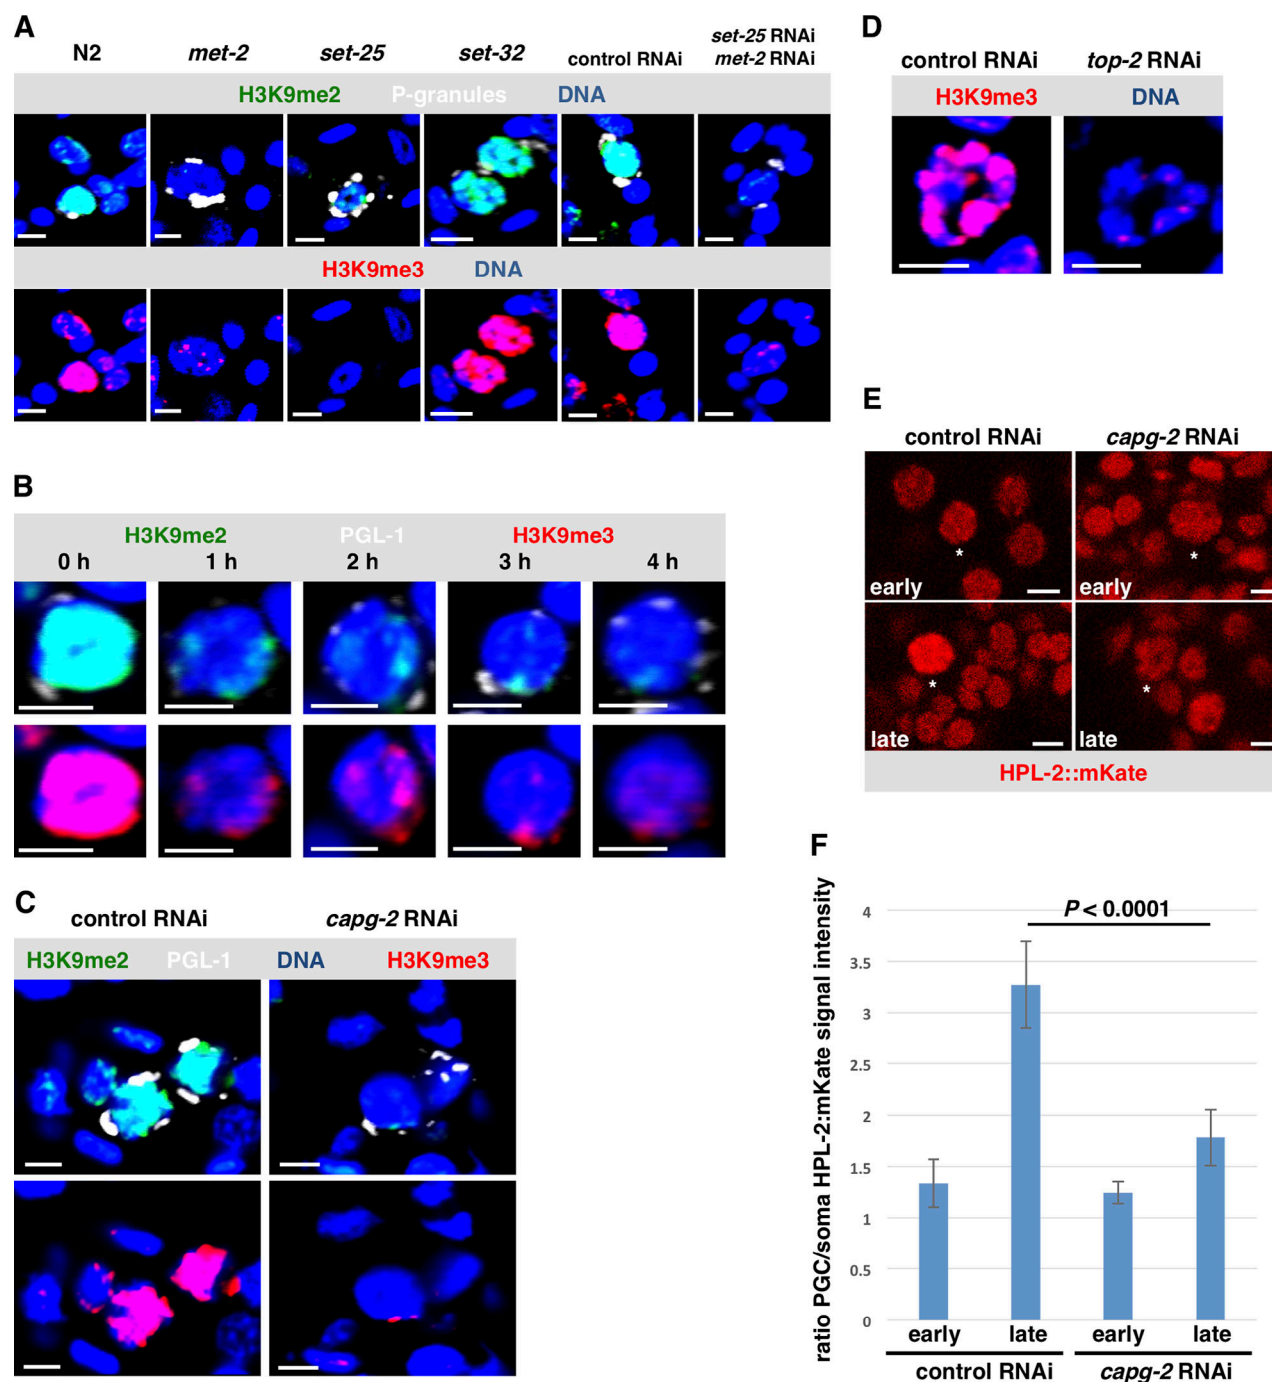 A
N2 met-2 set-25 set-32 control RNAi set-25 RNAi met-2 RNAi
H3K9me2 P-granules DNA
H3K9me3 DNA
B
H3K9me2 PGL-1 H3K9me3
0 h 1 h 2 h 3 h 4 h
C
control RNAi capg-2 RNAi
H3K9me2 PGL-1 DNA H3K9me3
D
control RNAi top-2 RNAi
H3K9me3 DNA
E
control RNAi capg-2 RNAi
early early
late late
HPL-2::mKate
F
ratio PGC/soma HPL-2:mKate signal intensity
P < 0.0001
4
3.5
3
2.5
2
1.5
1
0.5
0
early late early late
control RNAi capg-2 RNAi